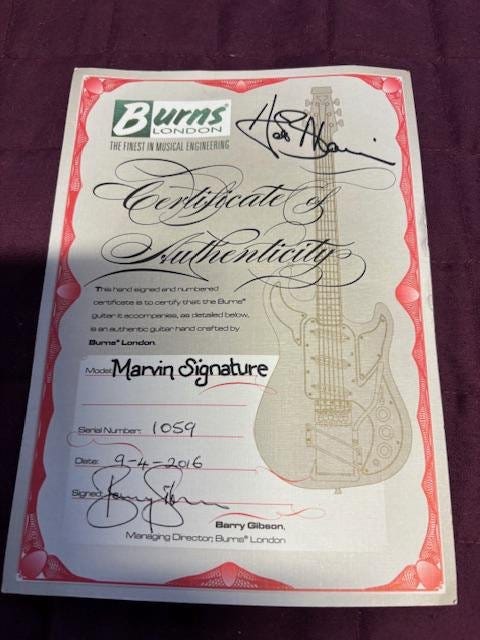 Burns®
LONDON
THE FINEST IN MUSICAL ENGINEERING
Certificate of
Authenticity
This hand signed and numbered
certificate is to certify that the Burns®
guitar it accompanies, as detailed below,
is an authentic guitar hand crafted by
Burns® London.
Model: Marvin Signature
Serial Number: 1059
Date: 9-4-2016
Signed:
Barry Gibson,
Managing Director, Burns® London